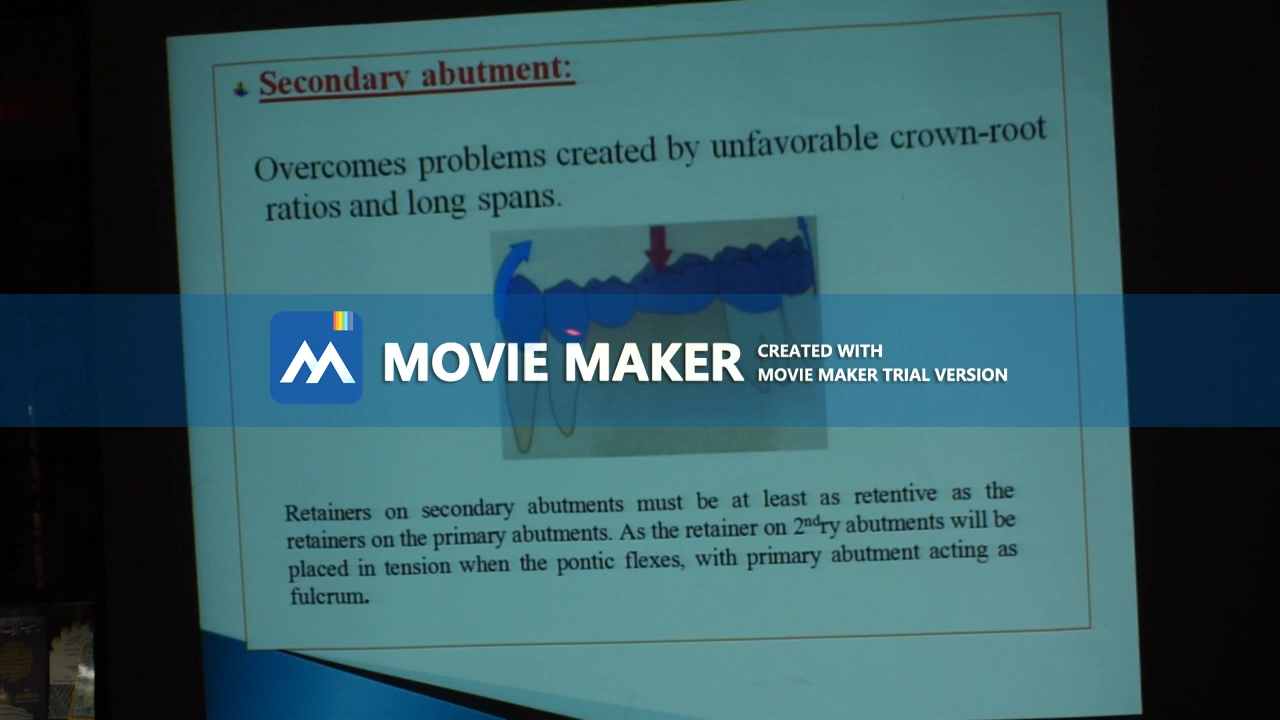 Secondary abutment:
Overcomes problems created by unfavorable crown-root
ratios and long spans.
MOVIE MAKER
CREATED WITH
MOVIE MAKER TRIAL VERSION
Retainers on secondary abutments must be at least as retentive as the
retainers on the primary abutments. As the retainer on 2ndry abutments will be
placed in tension when the pontic flexes, with primary abutment acting as
fulcrum.